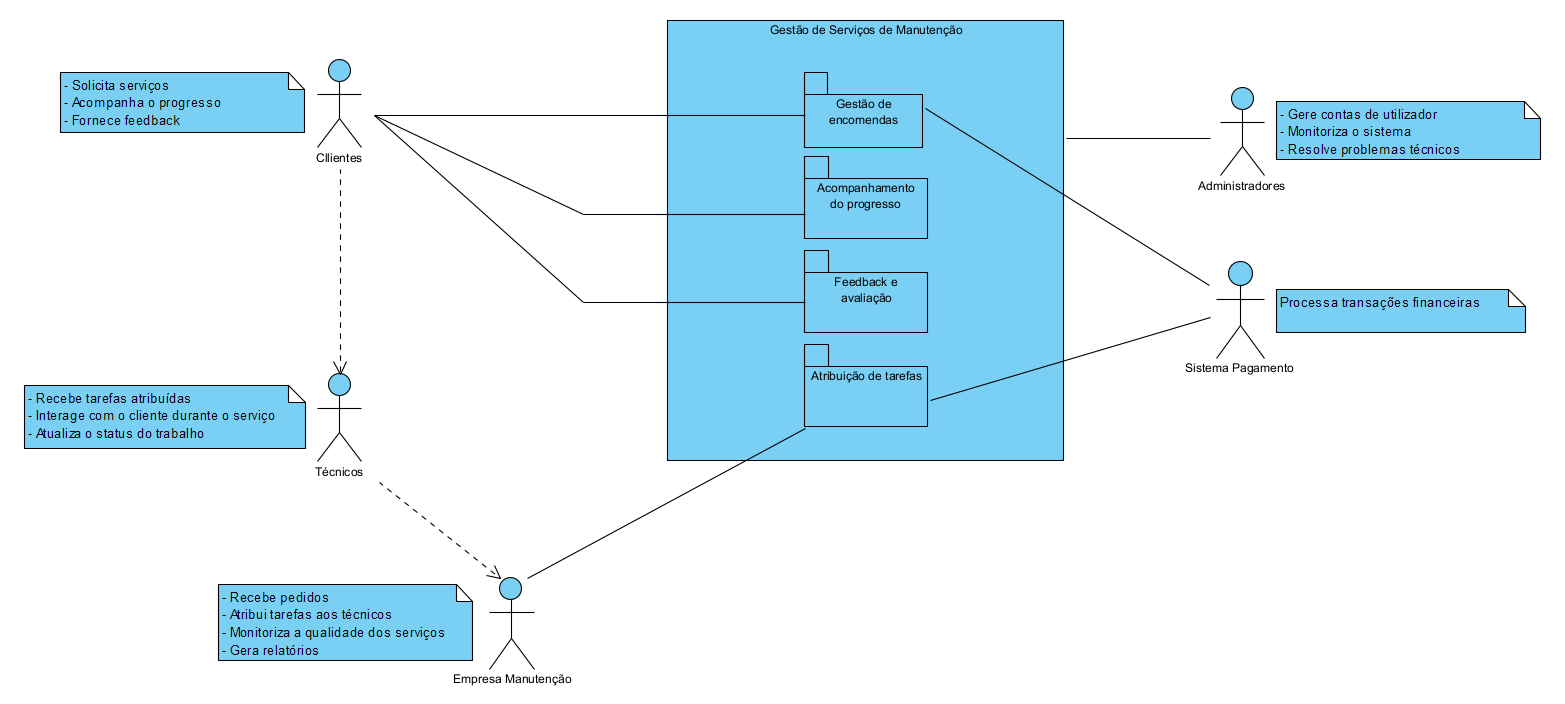 Gestão de Serviços de Manutenção
- Solicita serviços
- Acompanha o progresso
- Fornece feedback
Cllientes
Gestão de
encomendas
- Gere contas de utilizador
- Monitoriza o sistema
- Resolve problemas técnicos
Administradores
Acompanhamento
do progresso
Feedback e
avaliação
Processa transações financeiras
Sistema Pagamento
Atribuição de tarefas
- Recebe tarefas atribuídas
- Interage com o cliente durante o serviço
- Atualiza o status do trabalho
Técnicos
- Recebe pedidos
- Atribui tarefas aos técnicos
- Monitoriza a qualidade dos serviços
- Gera relatórios
Empresa Manutenção